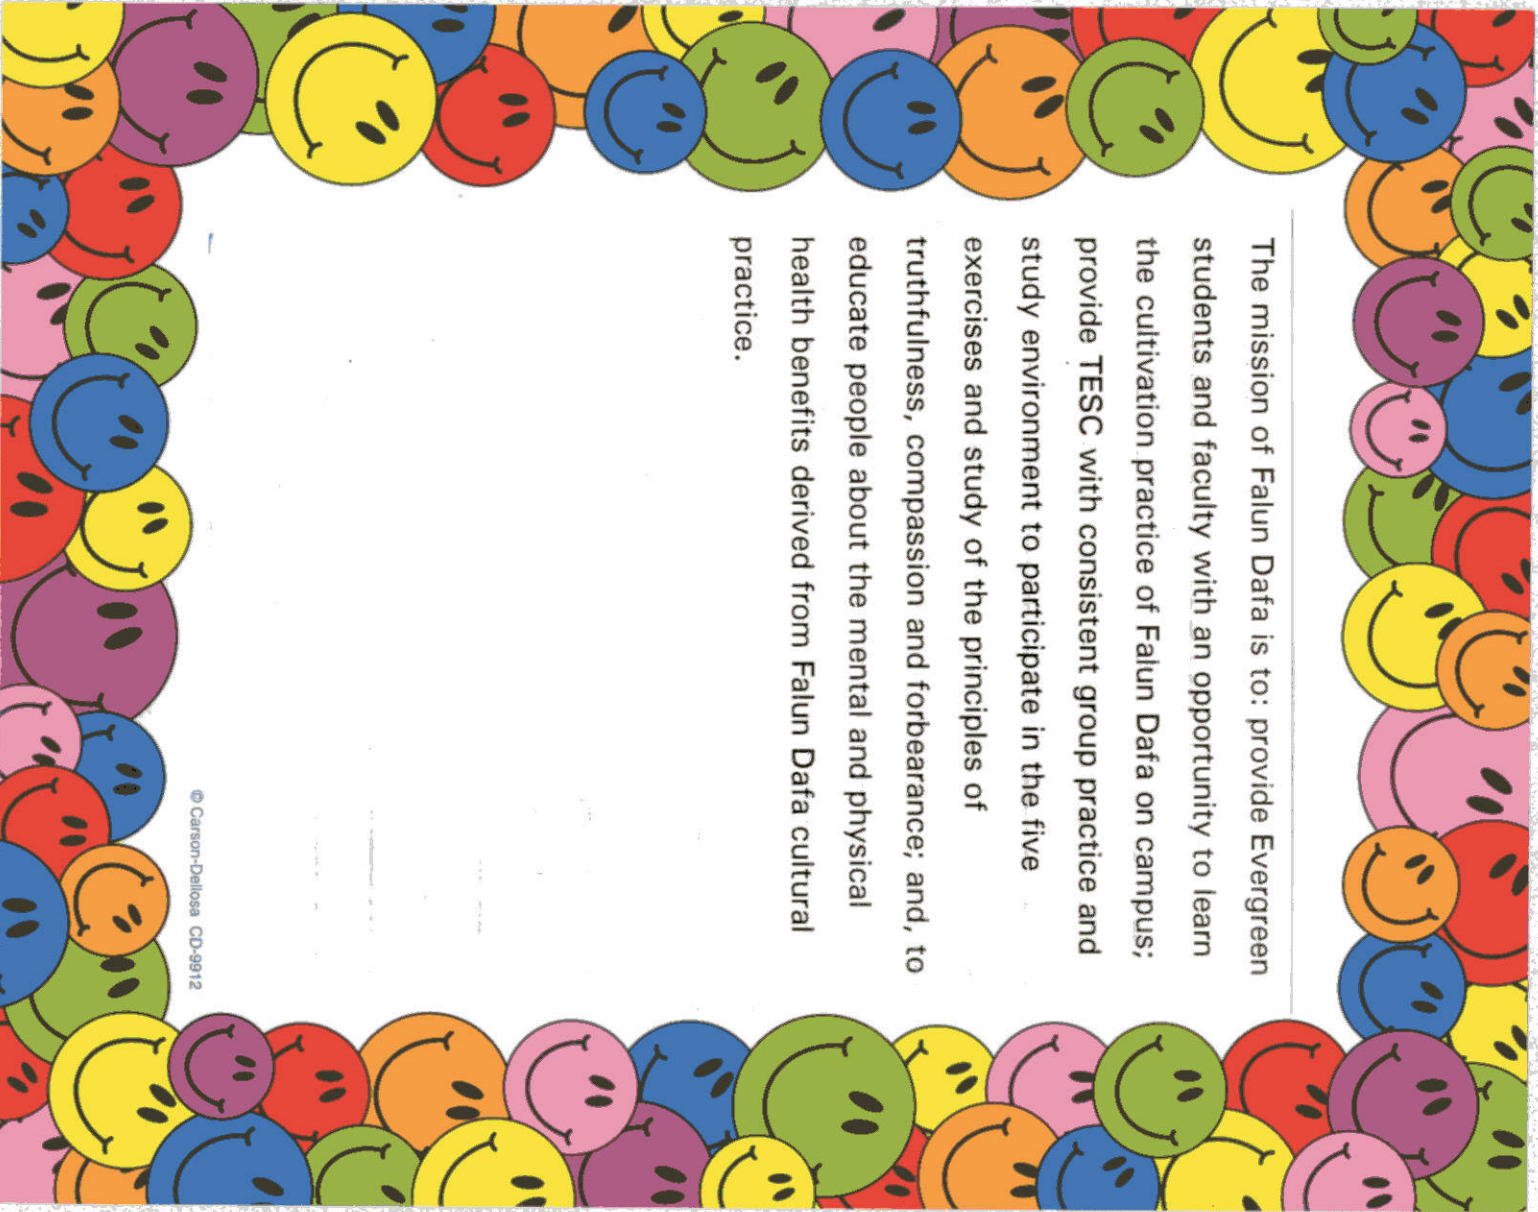 The mission of Falun Dafa is to: provide Evergreen
students and faculty with an opportunity to learn
the cultivation practice of Falun Dafa on campus;
provide TESC with consistent group practice and
study environment to participate in the five
exercises and study of the principles of
truthfulness, compassion and forbearance; and, to
educate people about the mental and physical
health benefits derived from Falun Dafa cultural
practice.
© Carson-Dellosa CD-9912